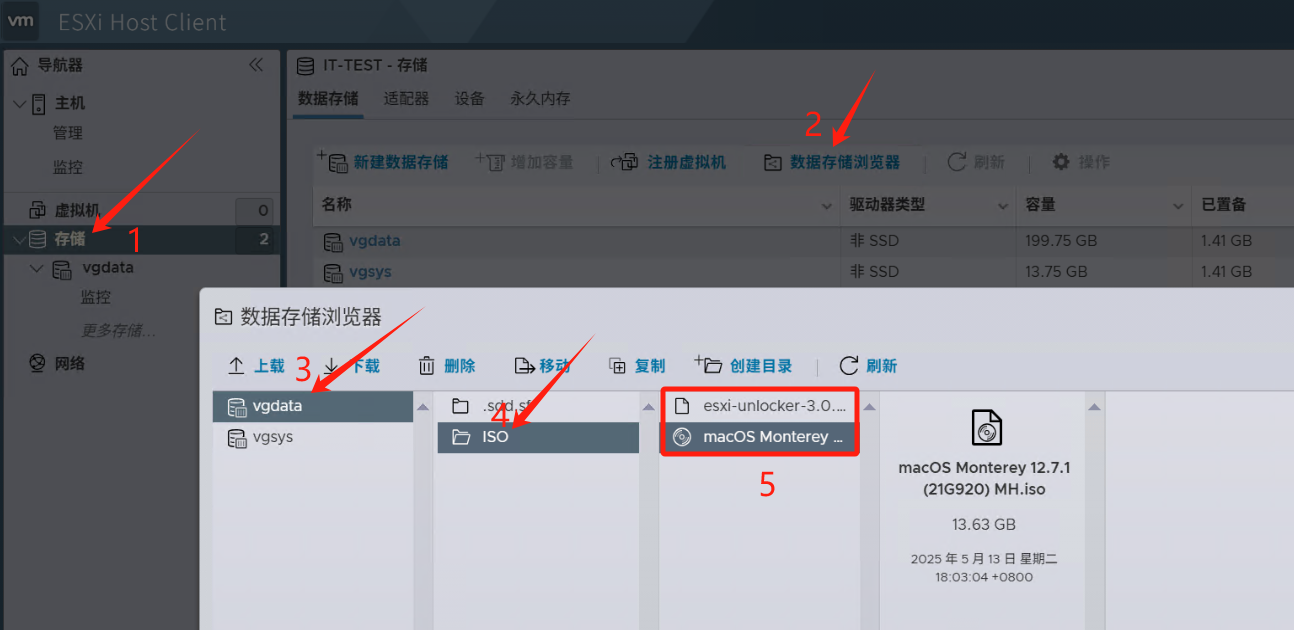 vm ESXi Host Client
导航器
主机
管理
监控
虚拟机 0
存储 2
1
vgdata
监控
更多存储...
网络
IT-TEST - 存储
数据存储 适配器 设备 永久内存
2
新建数据存储 增加容量 注册虚拟机 数据存储浏览器 刷新 操作
名称 驱动器类型 容量 已置备
vgdata 非 SSD 199.75 GB 1.41 GB
vgsys 非 SSD 13.75 GB 1.41 GB
数据存储浏览器
上载 3 下载 删除 移动 复制 创建目录 刷新
vgdata
vgsys
.sdd.sf
4
ISO
esxi-unlocker-3.0....
macOS Monterey ...
5
macOS Monterey 12.7.1
(21G920) MH.iso
13.63 GB
2025 年 5 月 13 日 星期二
18:03:04 +0800